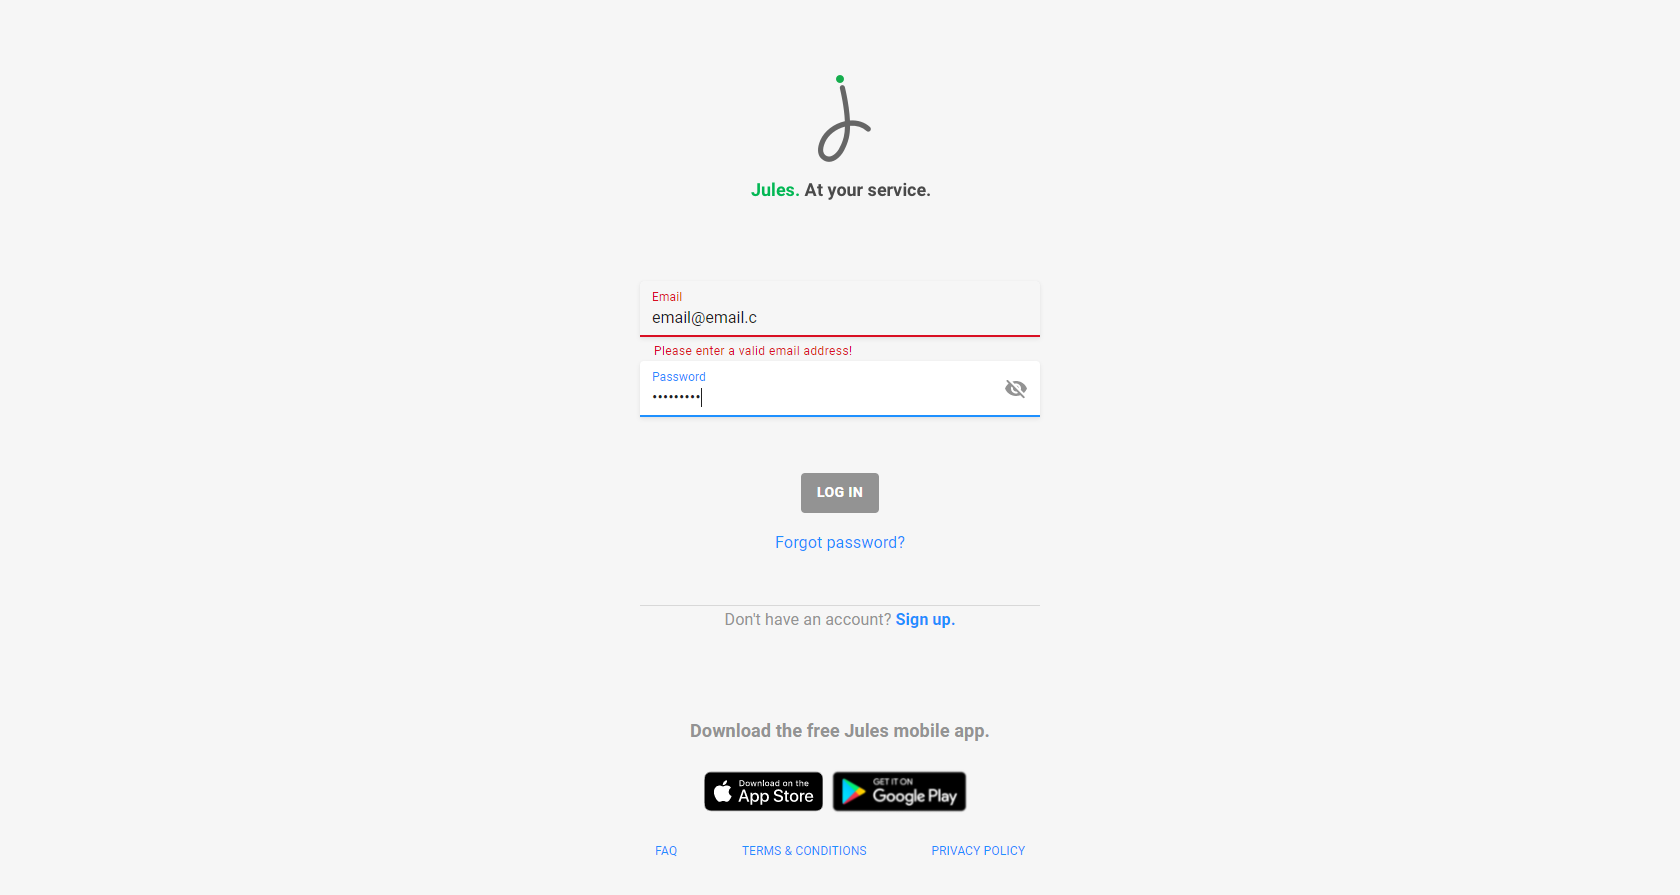 Jules. At your service.
Email
email@email.c
Please enter a valid email address!
Password
•••••••••
LOG IN
Forgot password?
Don't have an account? Sign up.
Download the free Jules mobile app.
Download on the
App Store
GET IT ON
Google Play
FAQ
TERMS & CONDITIONS
PRIVACY POLICY